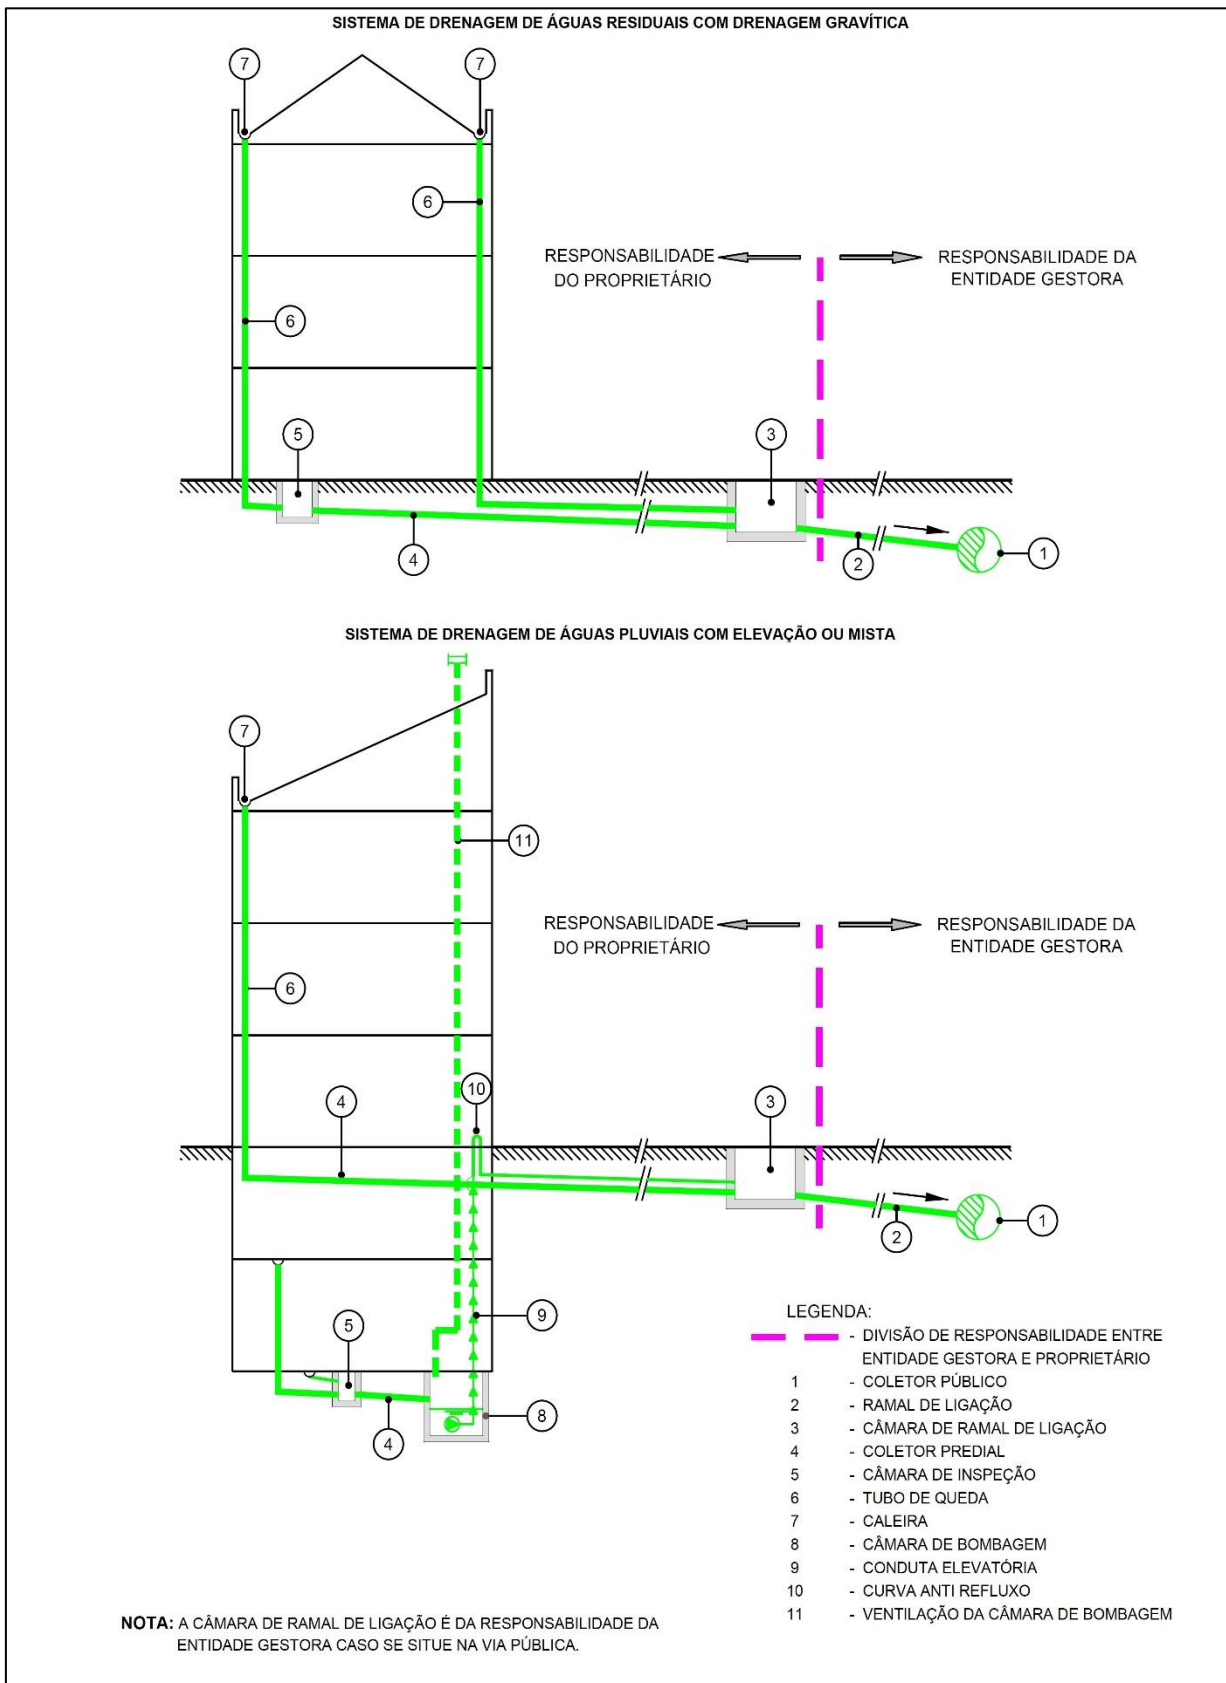 SISTEMA DE DRENAGEM DE ÁGUAS RESIDUAIS COM DRENAGEM GRAVÍTICA
7
7
6
RESPONSABILIDADE DO PROPRIETÁRIO
RESPONSABILIDADE DA ENTIDADE GESTORA
6
5
3
4
2
1
SISTEMA DE DRENAGEM DE ÁGUAS PLUVIAIS COM ELEVAÇÃO OU MISTA
7
11
RESPONSABILIDADE DO PROPRIETÁRIO
RESPONSABILIDADE DA ENTIDADE GESTORA
6
10
4
3
2
1
9
5
8
4
LEGENDA:
- DIVISÃO DE RESPONSABILIDADE ENTRE
ENTIDADE GESTORA E PROPRIETÁRIO
1 - COLETOR PÚBLICO
2 - RAMAL DE LIGAÇÃO
3 - CÂMARA DE RAMAL DE LIGAÇÃO
4 - COLETOR PREDIAL
5 - CÂMARA DE INSPEÇÃO
6 - TUBO DE QUEDA
7 - CALEIRA
8 - CÂMARA DE BOMBAGEM
9 - CONDUTA ELEVATÓRIA
10 - CURVA ANTI REFLUXO
11 - VENTILAÇÃO DA CÂMARA DE BOMBAGEM
NOTA: A CÂMARA DE RAMAL DE LIGAÇÃO É DA RESPONSABILIDADE DA
ENTIDADE GESTORA CASO SE SITUE NA VIA PÚBLICA.